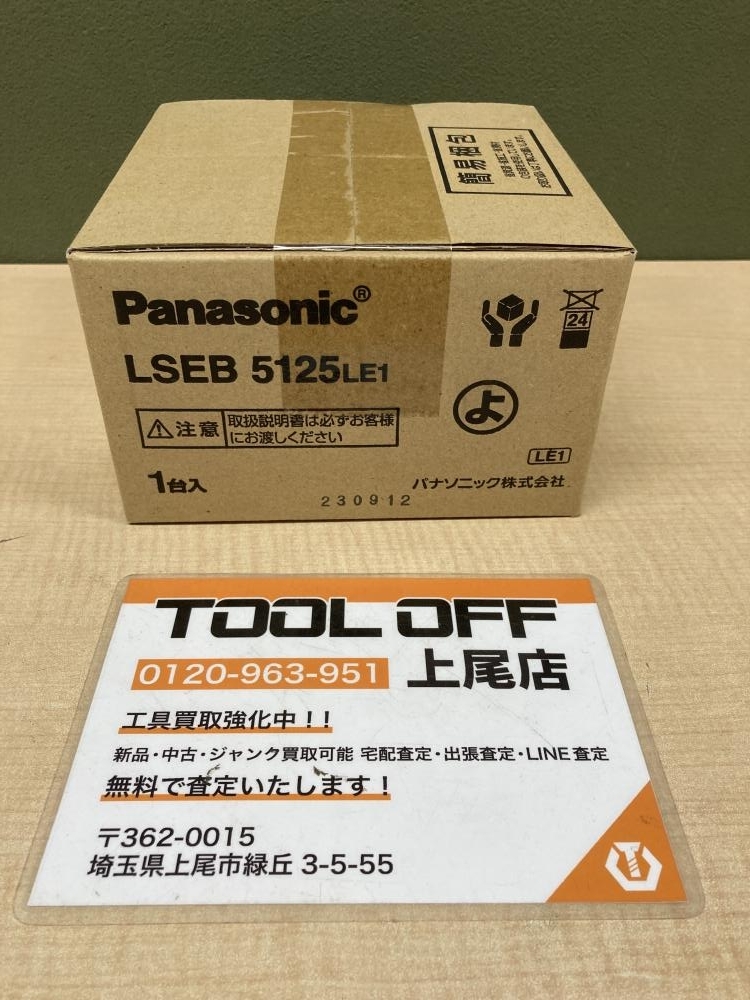 簡易梱包
Panasonic®
LSEB 5125LE1
24
注意
取扱説明書は必ずお客様
にお渡しください
よ
LE1
1台入
パナソニック株式会社
230912
TOOL OFF
0120-963-951 上尾店
工具買取強化中！！
新品・中古・ジャンク買取可能 宅配査定・出張査定・LINE査定
無料で査定いたします！
〒362-0015
埼玉県上尾市緑丘 3-5-55